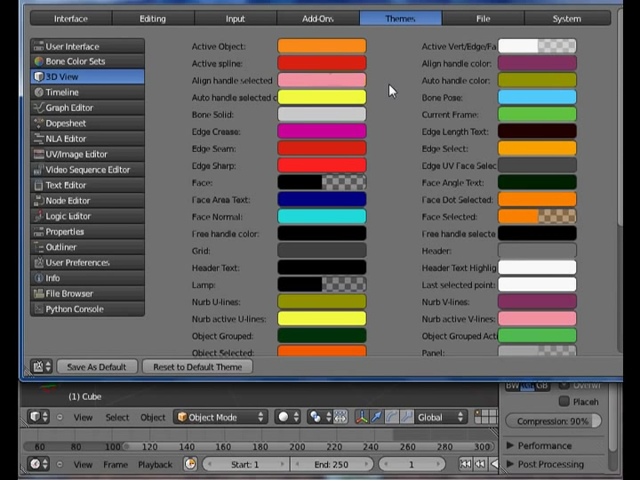 Interface Editing Input Add-Ons Themes File System
User Interface
Bone Color Sets
3D View
Timeline
Graph Editor
Dopesheet
NLA Editor
UV/Image Editor
Video Sequence Editor
Text Editor
Node Editor
Logic Editor
Properties
Outliner
User Preferences
Info
File Browser
Python Console
Active Object:
Active spline:
Align handle selected
Auto handle selected c
Bone Solid:
Edge Crease:
Edge Seam:
Edge Sharp:
Face:
Face Area Text:
Face Normal:
Free handle color:
Grid:
Header Text:
Lamp:
Nurb U-lines:
Nurb active U-lines:
Object Grouped:
Object Selected:
Active Vert/Edge/Fa
Align handle color:
Auto handle color:
Bone Pose:
Current Frame:
Edge Length Text:
Edge Select:
Edge UV Face Selec
Face Angle Text:
Face Dot Selected:
Face Selected:
Free handle selecte
Header:
Header Text Highlig
Last selected point:
Nurb V-lines:
Nurb active V-lines:
Object Grouped Acti
Panel:
Save As Default Reset to Default Theme
(1) Cube
View Select Object Object Mode Global
60 80 100 120 140 160 180 200 220 240 260 280 300
View Frame Playback Start: 1 End: 250 1
BW GB Overwr
Placeh
Compression: 90%
Performance
Post Processing